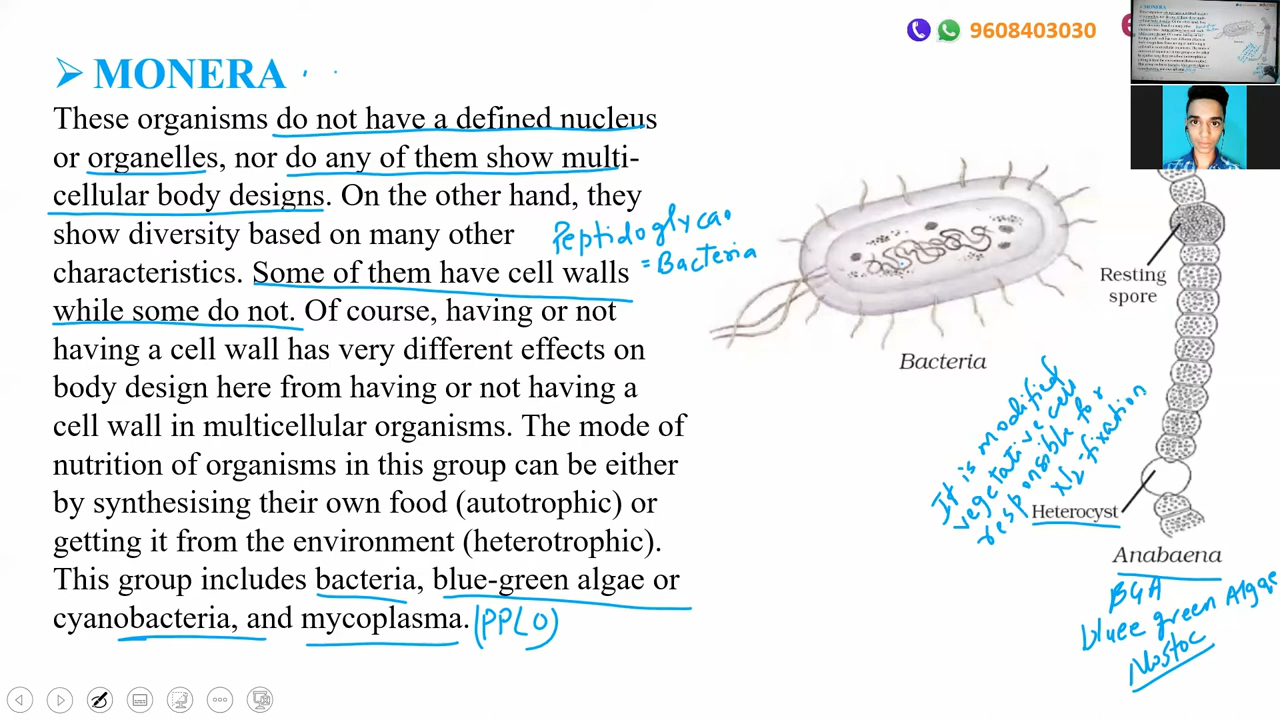 9608403030
➢ MONERA
These organisms do not have a defined nucleus
or organelles, nor do any of them show multi-
cellular body designs. On the other hand, they
show diversity based on many other
characteristics. Some of them have cell walls
while some do not. Of course, having or not
having a cell wall has very different effects on
body design here from having or not having a
cell wall in multicellular organisms. The mode of
nutrition of organisms in this group can be either
by synthesising their own food (autotrophic) or
getting it from the environment (heterotrophic).
This group includes bacteria, blue-green algae or
cyanobacteria, and mycoplasma. (PPLO)
= Bacteria
Bacteria
Resting
spore
It is modified
vegetative cell
responsible for
N2-fixation
Heterocyst
Anabaena
BGA
bluee green Algae
Nostoc